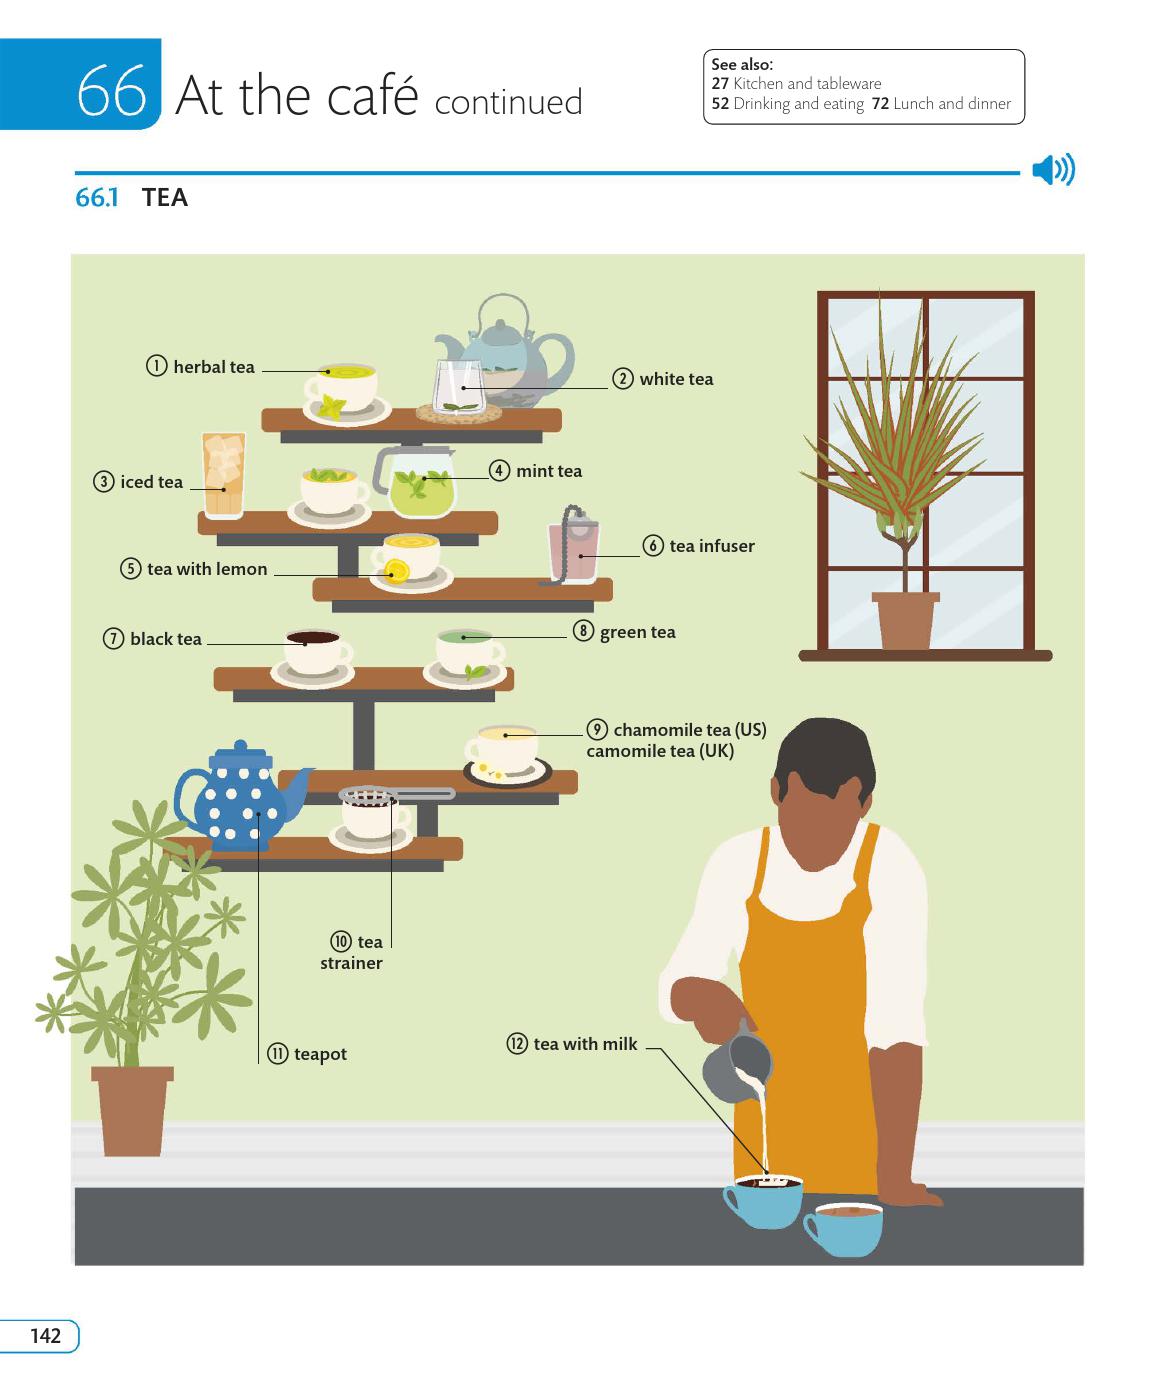 66 At the café continued
See also:
27 Kitchen and tableware
52 Drinking and eating 72 Lunch and dinner
66.1 TEA
1 herbal tea
2 white tea
3 iced tea
4 mint tea
5 tea with lemon
6 tea infuser
7 black tea
8 green tea
9 chamomile tea (US)
camomile tea (UK)
10 tea
strainer
11 teapot
12 tea with milk
142